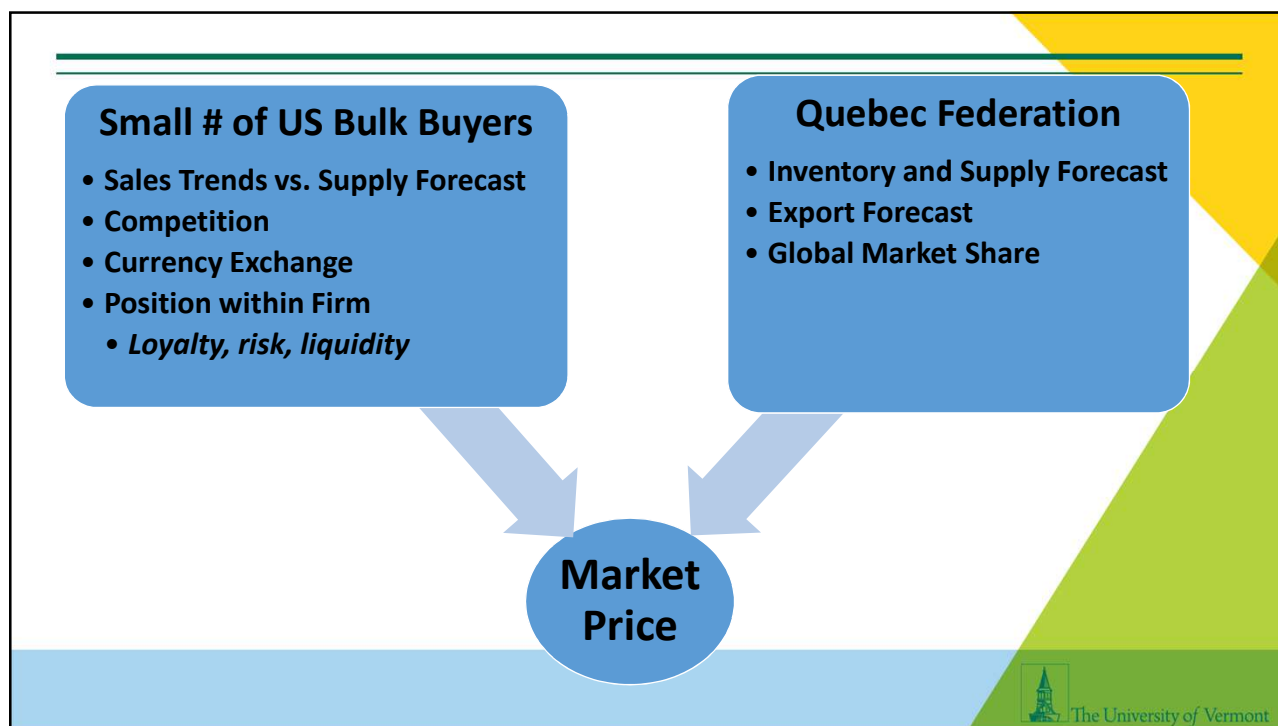 Small # of US Bulk Buyers
• Sales Trends vs. Supply Forecast
• Competition
• Currency Exchange
• Position within Firm
• Loyalty, risk, liquidity
Quebec Federation
• Inventory and Supply Forecast
• Export Forecast
• Global Market Share
Market
Price
The University of Vermont